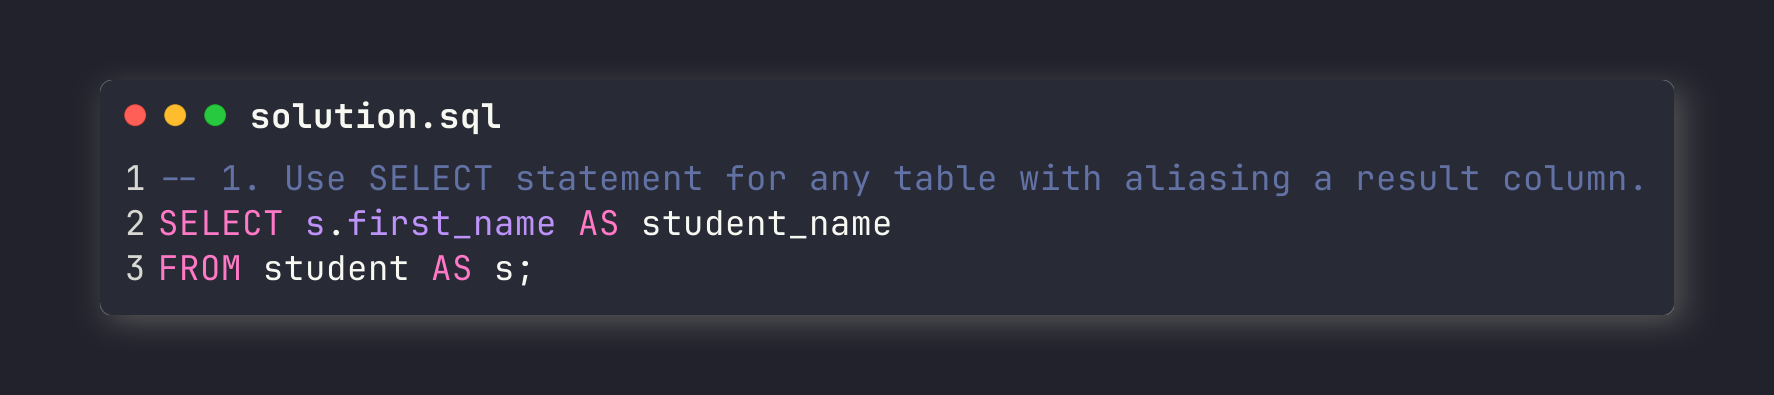 solution.sql
1 -- 1. Use SELECT statement for any table with aliasing a result column.
2 SELECT s.first_name AS student_name
3 FROM student AS s;